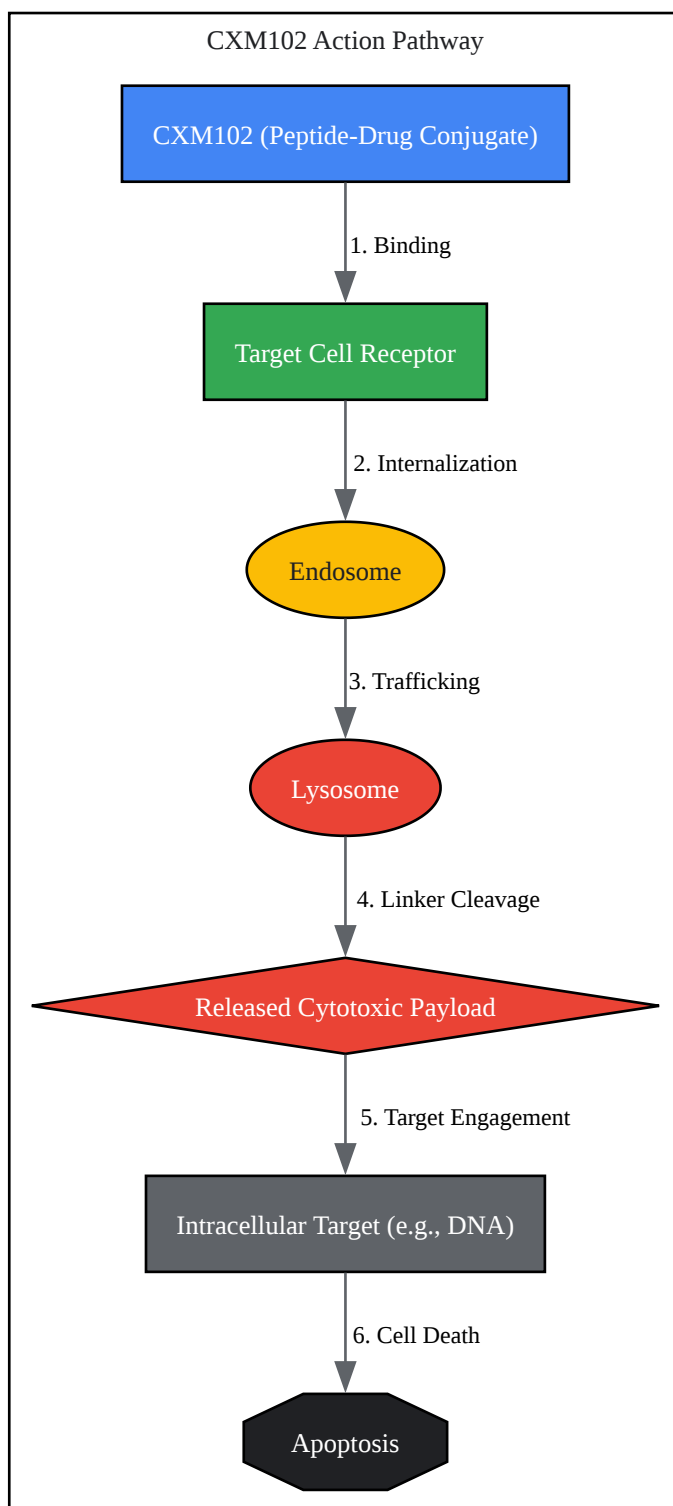 CXM102 Action Pathway
CXM102 (Peptide-Drug Conjugate)
1. Binding
Target Cell Receptor
2. Internalization
Endosome
3. Trafficking
Lysosome
4. Linker Cleavage
Released Cytotoxic Payload
5. Target Engagement
Intracellular Target (e.g., DNA)
6. Cell Death
Apoptosis